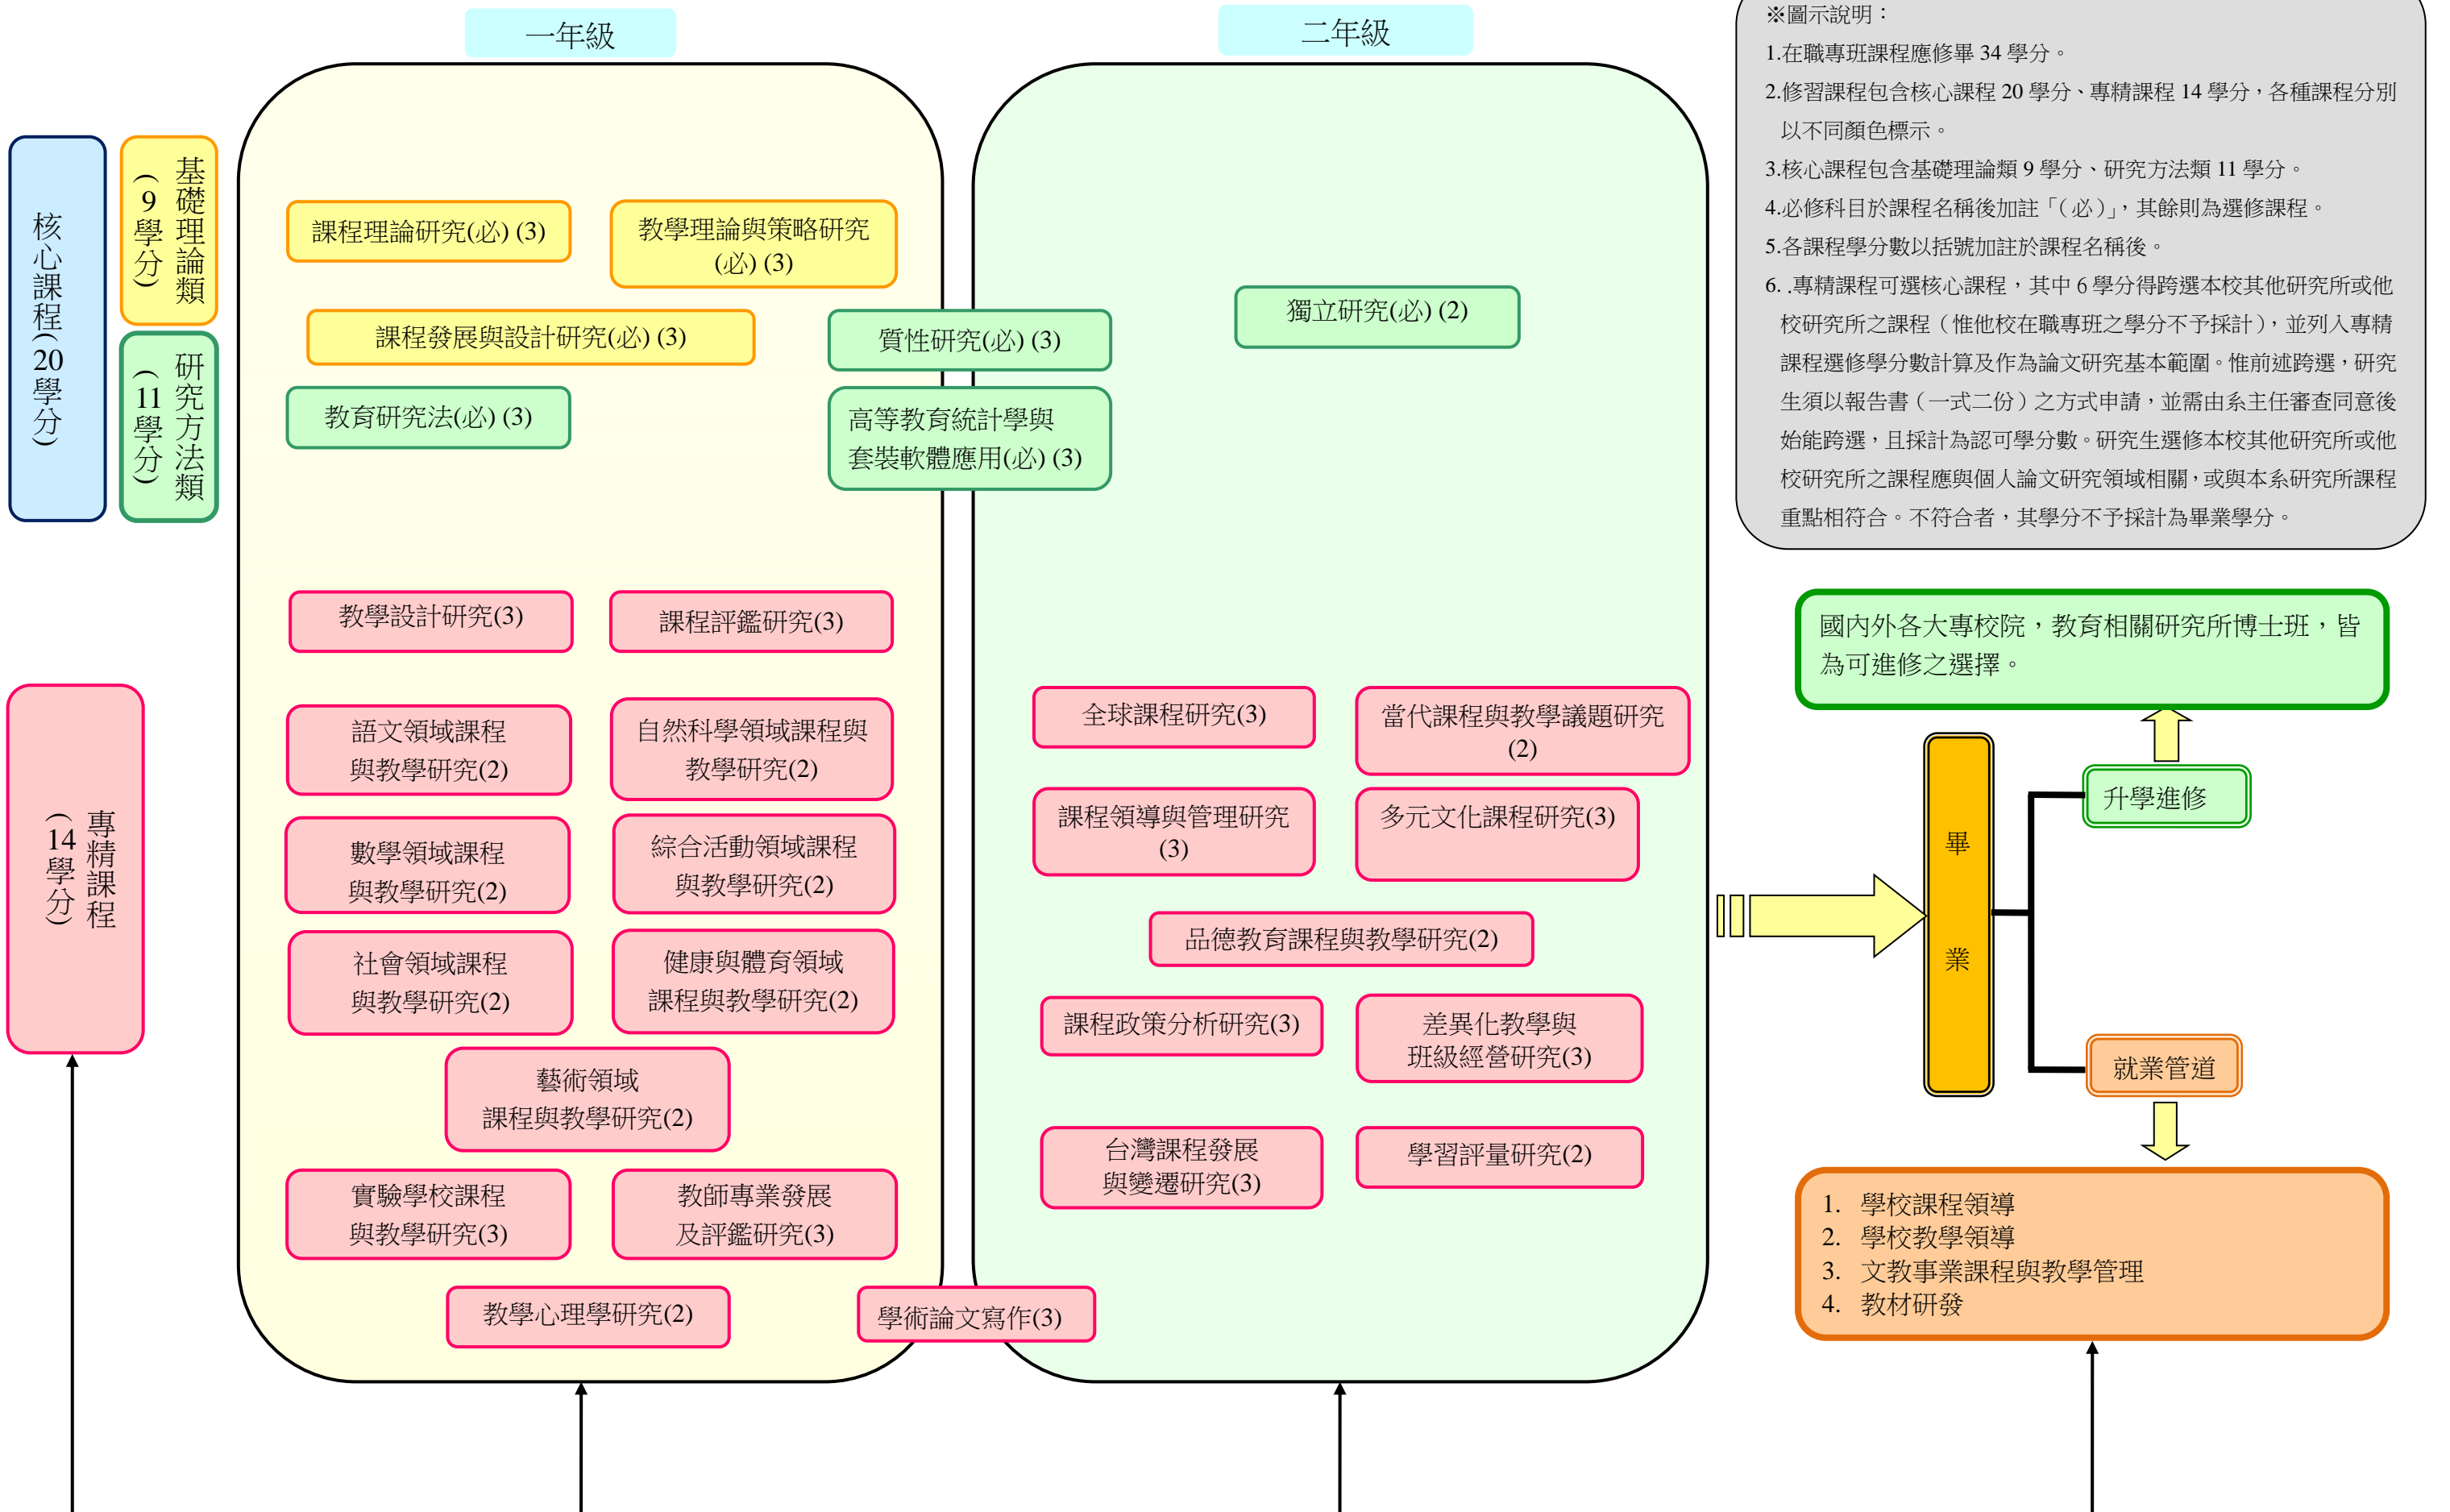 一年級
二年級
※圖示說明：
1.在職專班課程應修畢 34 學分。
2.修習課程包含核心課程 20 學分、專精課程 14 學分，各種課程分別
以不同顏色標示。
3.核心課程包含基礎理論類 9 學分、研究方法類 11 學分。
4.必修科目於課程名稱後加註「（必）」，其餘則為選修課程。
5.各課程學分數以括號加註於課程名稱後。
6. .專精課程可選核心課程，其中 6 學分得跨選本校其他研究所或他
校研究所之課程（惟他校在職專班之學分不予採計），並列入專精
課程選修學分數計算及作為論文研究基本範圍。惟前述跨選，研究
生須以報告書（一式二份）之方式申請，並需由系主任審查同意後
始能跨選，且採計為認可學分數。研究生選修本校其他研究所或他
校研究所之課程應與個人論文研究領域相關，或與本系研究所課程
重點相符合。不符合者，其學分不予採計為畢業學分。
核心課程(20學分)
基礎理論類
(9學分)
研究方法類
(11學分)
課程理論研究(必) (3)
教學理論與策略研究
(必) (3)
課程發展與設計研究(必) (3)
教育研究法(必) (3)
質性研究(必) (3)
高等教育統計學與
套裝軟體應用(必) (3)
獨立研究(必) (2)
專精課程
(14學分)
教學設計研究(3)
課程評鑑研究(3)
語文領域課程
與教學研究(2)
自然科學領域課程與
教學研究(2)
數學領域課程
與教學研究(2)
綜合活動領域課程
與教學研究(2)
社會領域課程
與教學研究(2)
健康與體育領域
課程與教學研究(2)
藝術領域
課程與教學研究(2)
實驗學校課程
與教學研究(3)
教師專業發展
及評鑑研究(3)
教學心理學研究(2)
學術論文寫作(3)
全球課程研究(3)
當代課程與教學議題研究
(2)
課程領導與管理研究
(3)
多元文化課程研究(3)
品德教育課程與教學研究(2)
課程政策分析研究(3)
差異化教學與
班級經營研究(3)
台灣課程發展
與變遷研究(3)
學習評量研究(2)
畢業
國內外各大專校院，教育相關研究所博士班，皆
為可進修之選擇。
升學進修
就業管道
1. 學校課程領導
2. 學校教學領導
3. 文教事業課程與教學管理
4. 教材研發